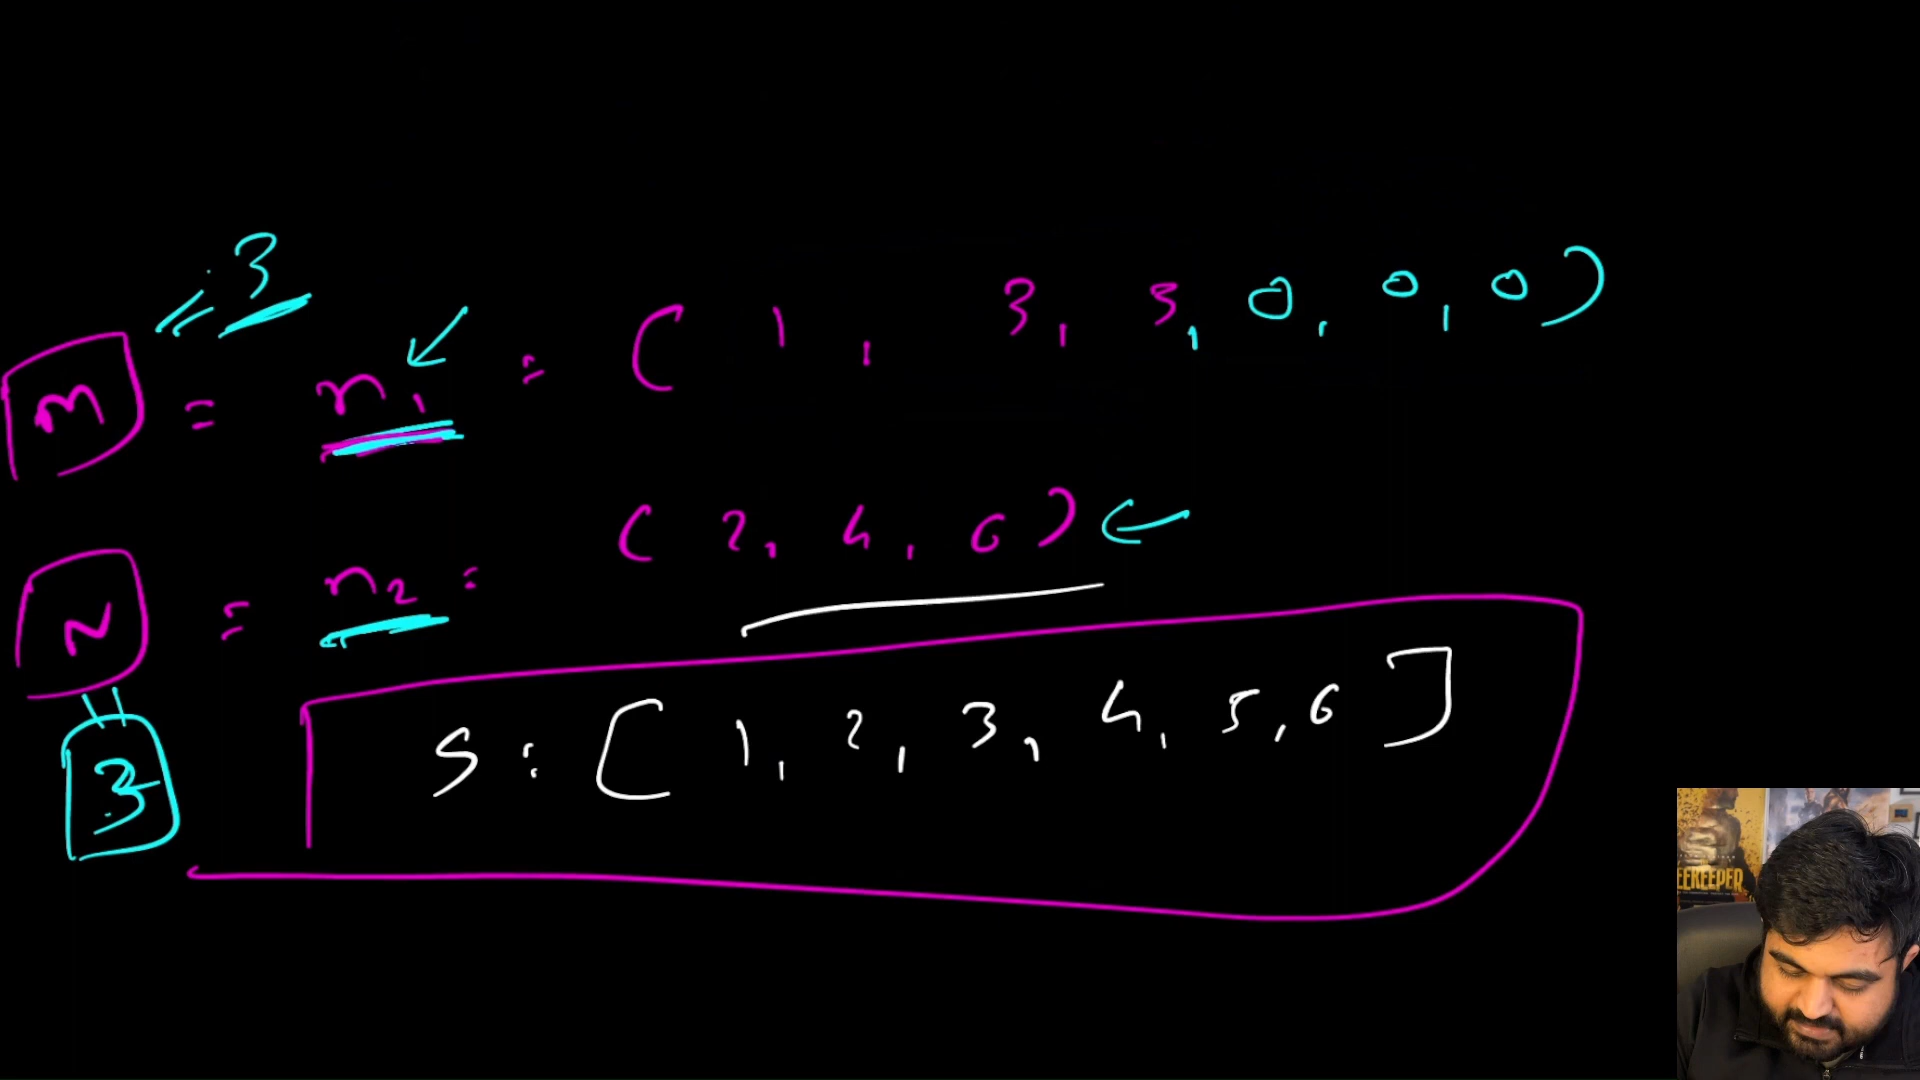 = 3
M = n1 = [ 1, 3, 5, 0, 0, 0 ]
N = n2 = [ 2, 4, 6 ]
3
S: [ 1, 2, 3, 4, 5, 6 ]
EEKEEPER